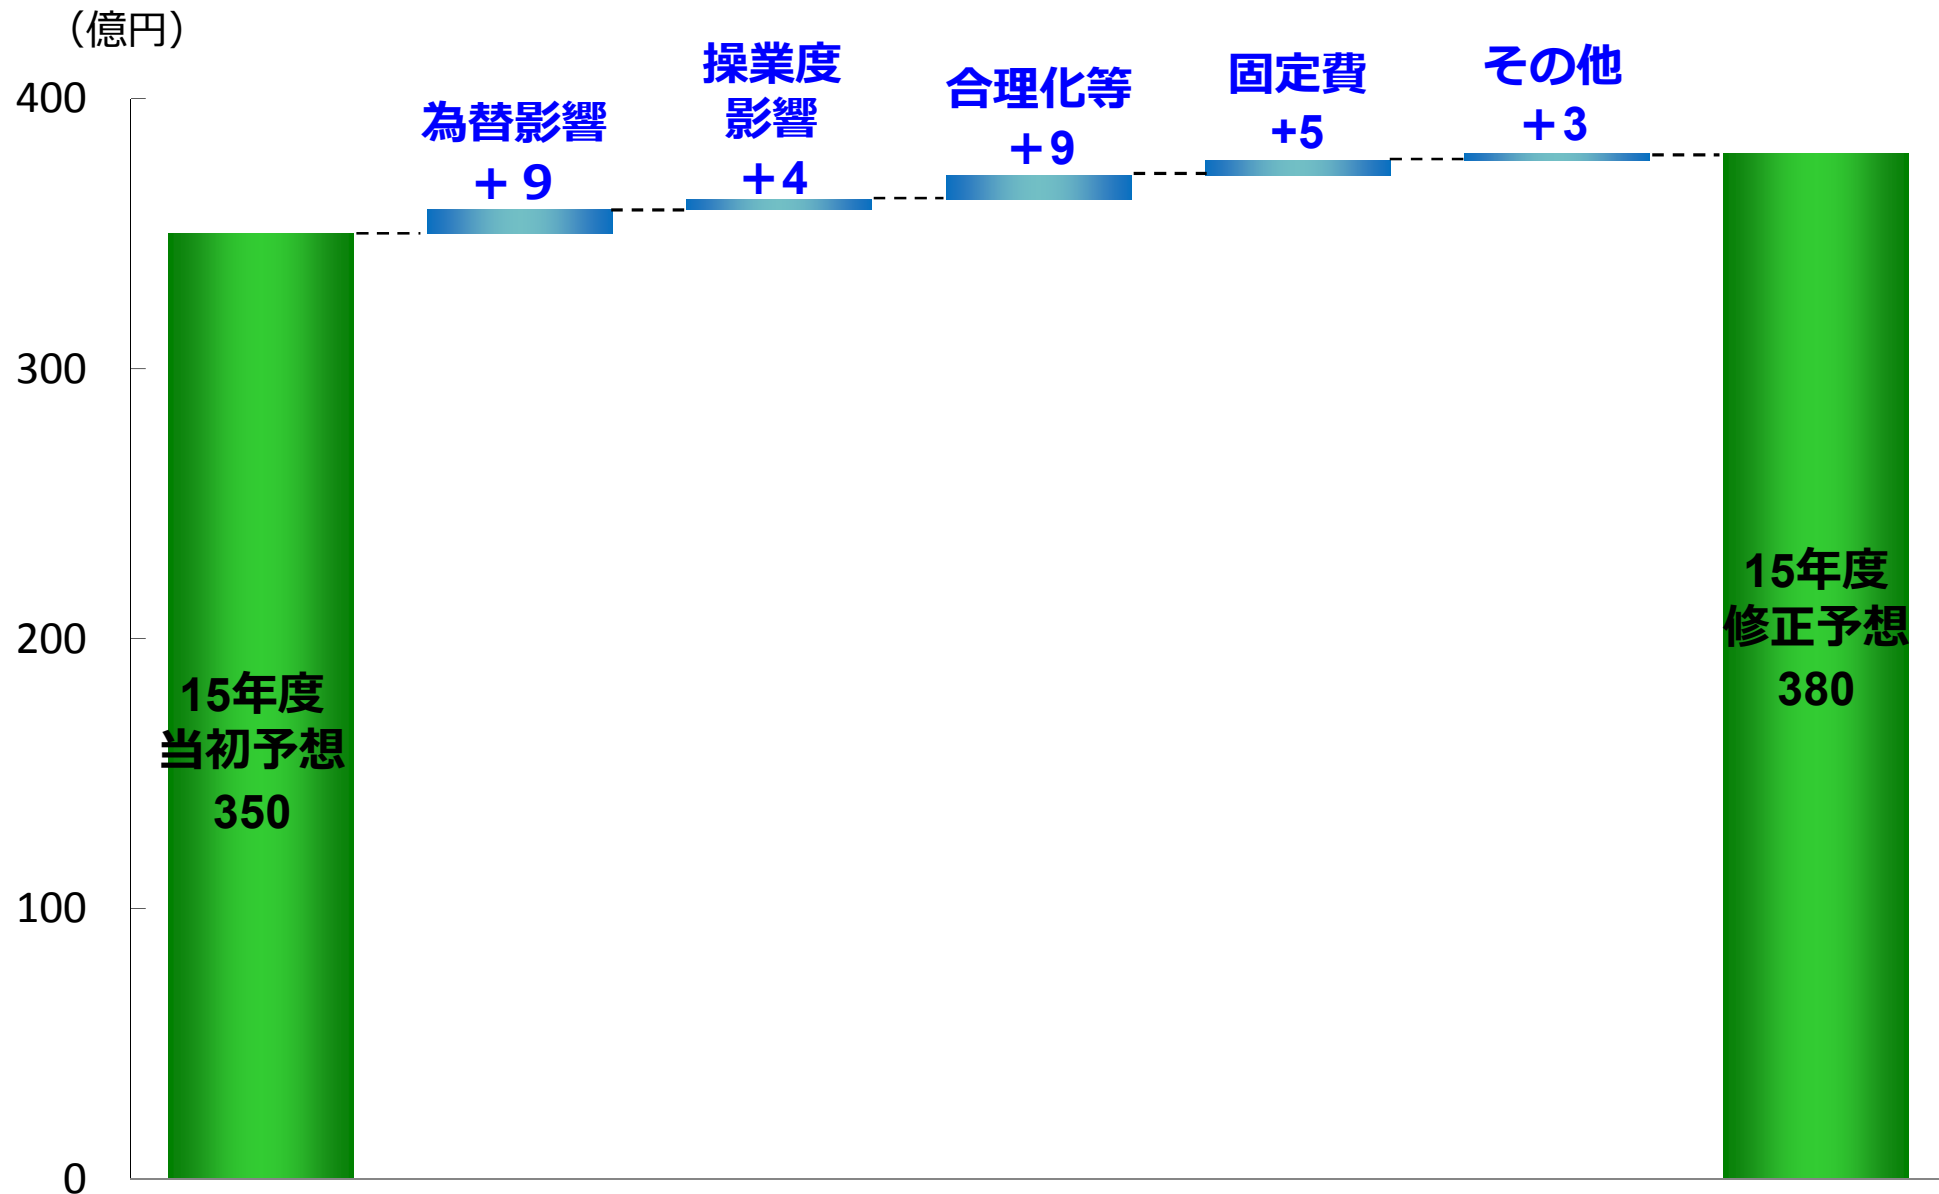 （億円）
400
300
200
100
0
15年度
当初予想
350
為替影響
＋９
操業度
影響
＋4
合理化等
＋9
固定費
+5
その他
＋3
15年度
修正予想
380